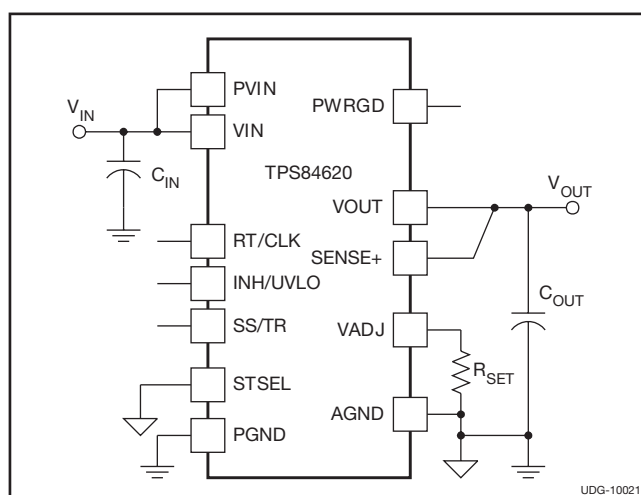 PVIN
PWRGD
V_IN
VIN
TPS84620
C_IN
VOUT
V_OUT
RT/CLK
SENSE+
INH/UVLO
C_OUT
SS/TR
VADJ
R_SET
STSEL
AGND
PGND
UDG-10021